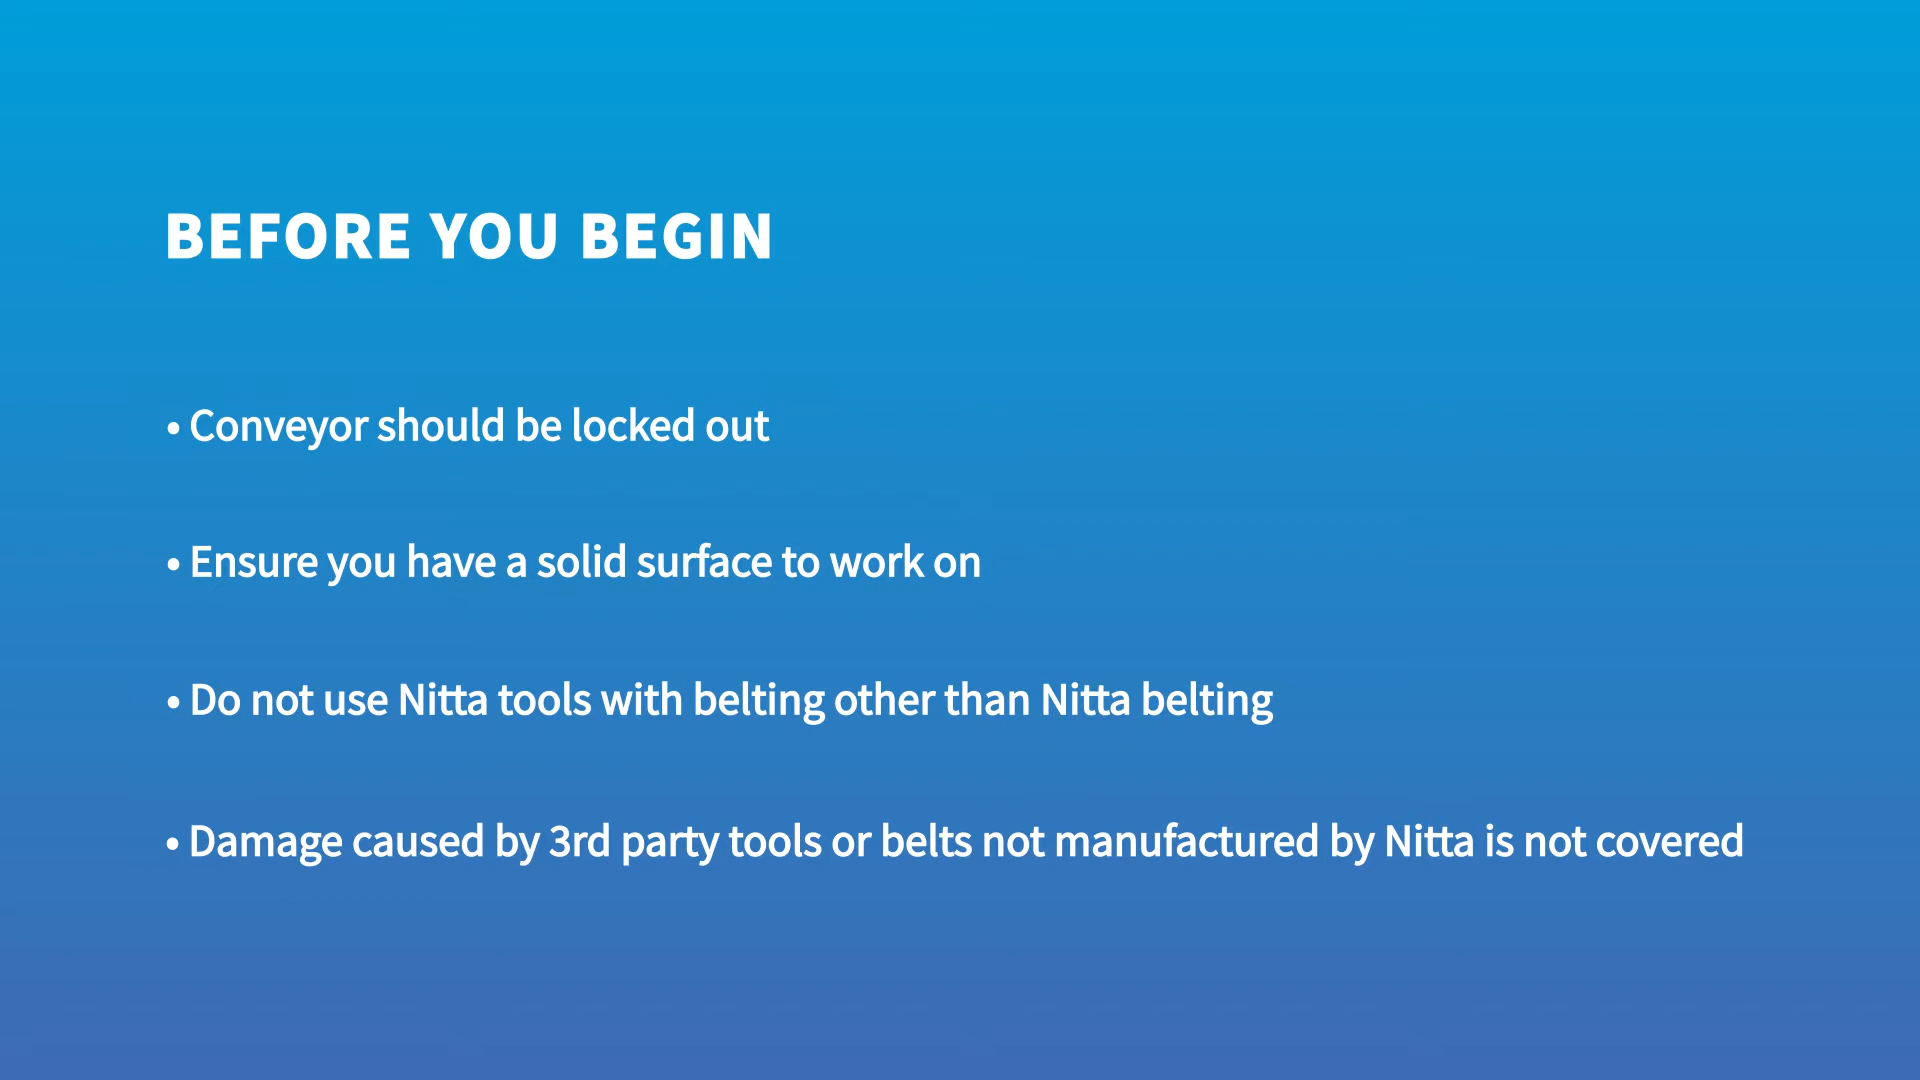 BEFORE YOU BEGIN
• Conveyor should be locked out
• Ensure you have a solid surface to work on
• Do not use Nitta tools with belting other than Nitta belting
• Damage caused by 3rd party tools or belts not manufactured by Nitta is not covered